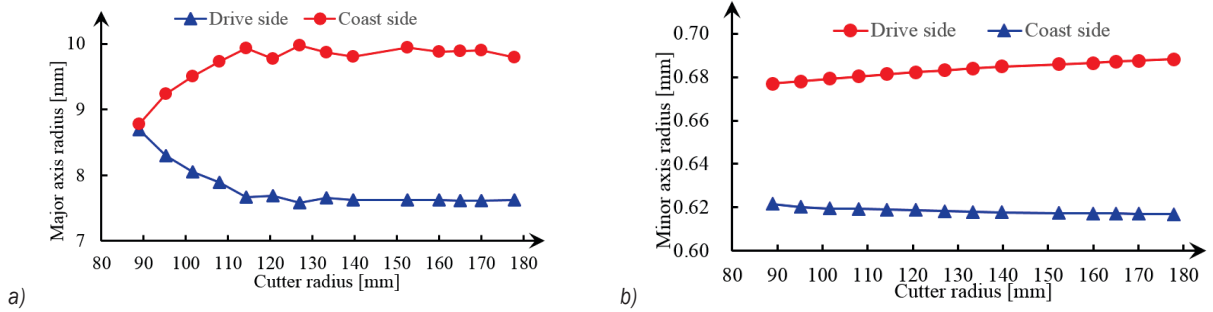 Drive side Coast side
Major axis radius [mm]
10
9
8
7
80 90 100 110 120 130 140 150 160 170 180
Cutter radius [mm]
a)
Drive side Coast side
Minor axis radius [mm]
0.70
0.68
0.66
0.64
0.62
0.60
80 90 100 110 120 130 140 150 160 170 180
Cutter radius [mm]
b)